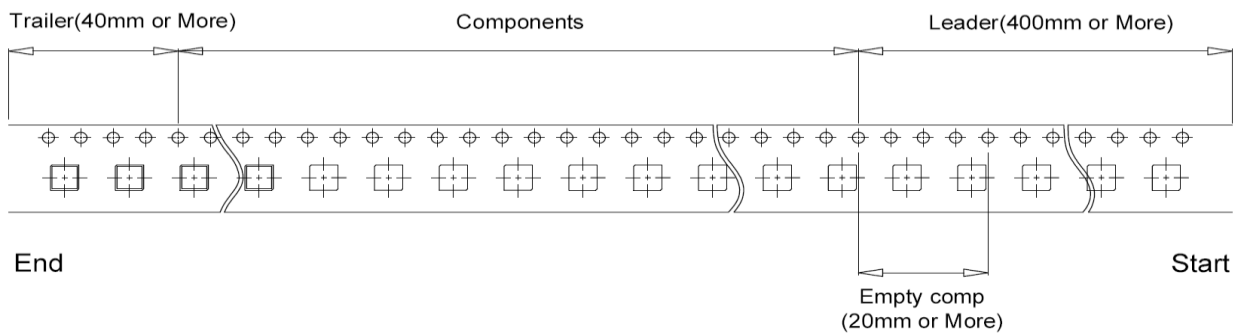 Trailer(40mm or More)
Components
Leader(400mm or More)
End
Start
Empty comp
(20mm or More)